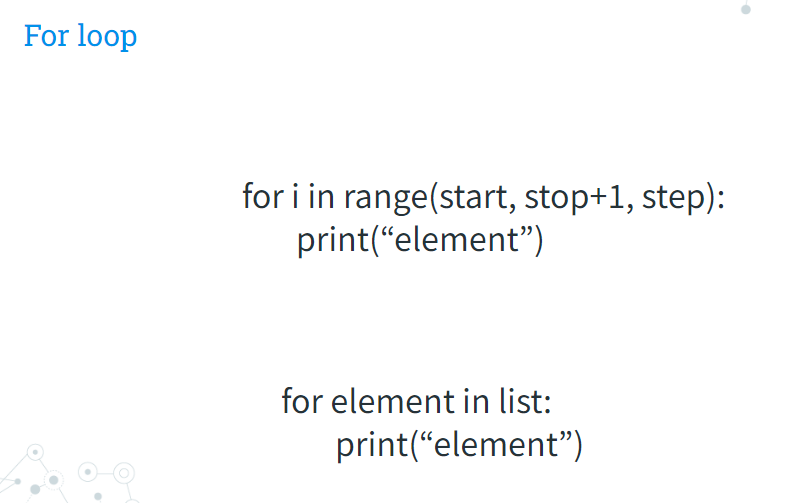 For loop
for i in range(start, stop+1, step):
print(“element”)
for element in list:
print(“element”)